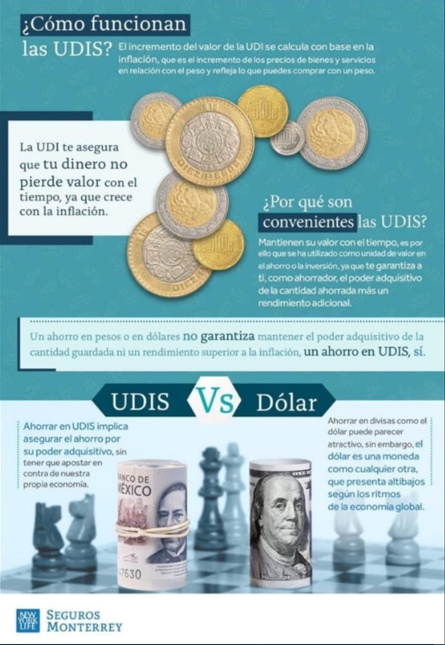 ¿Cómo funcionan
las UDIS? El incremento del valor de la UDI se calcula con base en la
inflación, que es el incremento de los precios de bienes y servicios
en relación con el peso y refleja lo que puedes comprar con un peso.
La UDI te asegura
que tu dinero no
pierde valor con el
tiempo, ya que crece
con la inflación.
DIEZ PESOS
¿Por qué son
convenientes las UDIS?
Mantienen su valor con el tiempo, es por
ello que se ha utilizado como unidad de valor en
el ahorro o la inversión, ya que te garantiza a
ti, como ahorrador, el poder adquisitivo
de la cantidad ahorrada más un
rendimiento adicional.
Un ahorro en pesos o en dólares no garantiza mantener el poder adquisitivo de la
cantidad guardada ni un rendimiento superior a la inflación, un ahorro en UDIS, sí.
UDIS Vs Dólar
Ahorrar en UDIS implica
asegurar el ahorro por
su poder adquisitivo, sin
tener que apostar en
contra de nuestra
propia economía.
Ahorrar en divisas como el
dólar puede parecer
atractivo, sin embargo, el
dólar es una moneda
como cualquier otra,
que presenta altibajos
según los ritmos
de la economía global.
NCO DE
MÉXICO
7630
NEW
YORK
LIFE
SEGUROS
MONTERREY